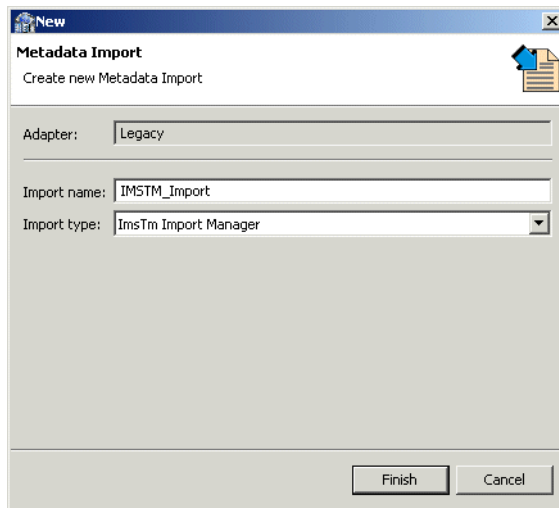 New
Metadata Import
Create new Metadata Import
Adapter: Legacy
Import name: IMSTM_Import
Import type: ImsTm Import Manager
Finish Cancel